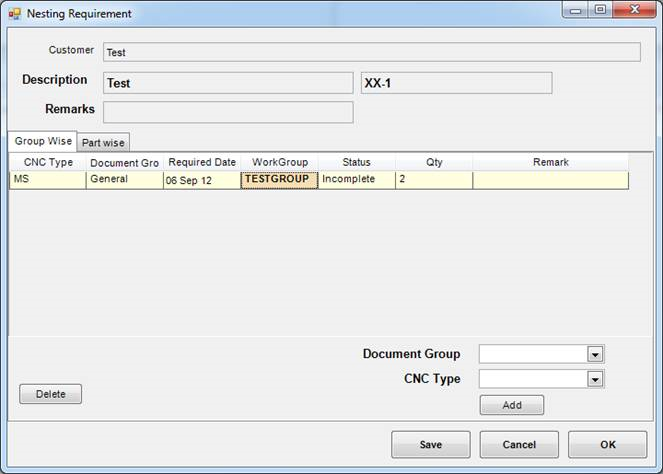 Nesting Requirement
Customer Test
Description Test XX-1
Remarks
Group Wise Part wise
CNC Type Document Gro Required Date WorkGroup Status Qty Remark
MS General 06 Sep 12 TESTGROUP Incomplete 2
Document Group
CNC Type
Delete
Add
Save Cancel OK